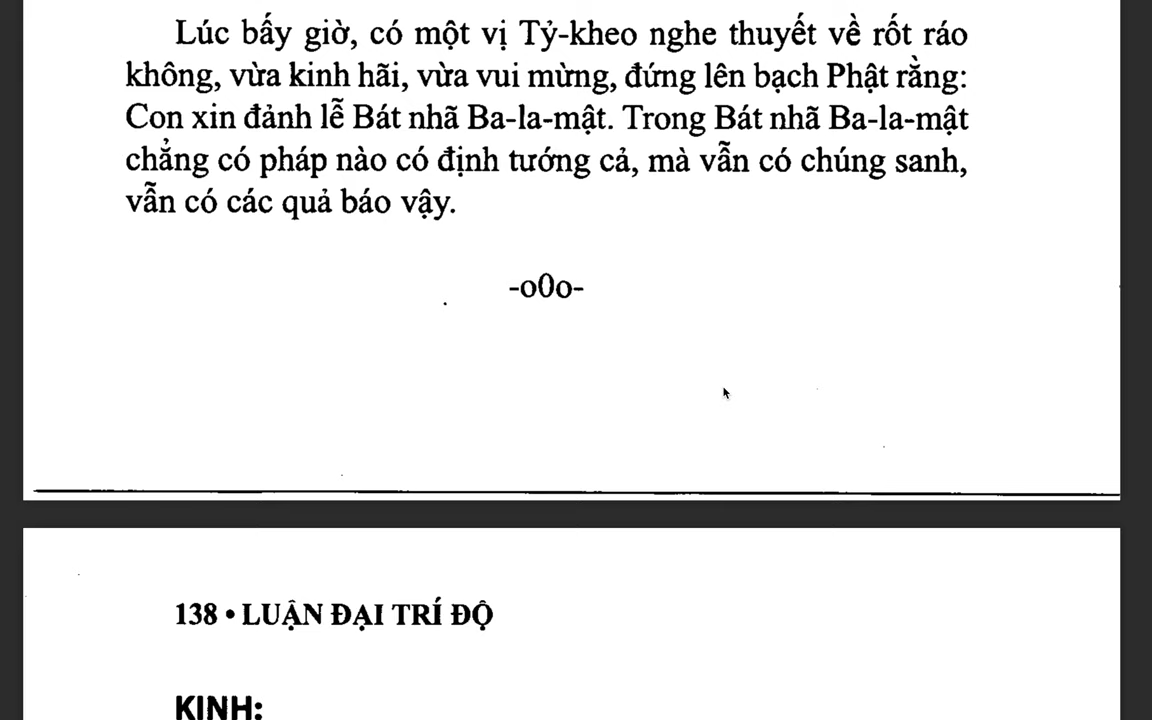 Lúc bấy giờ, có một vị Tỷ-kheo nghe thuyết về rốt ráo
không, vừa kinh hãi, vừa vui mừng, đứng lên bạch Phật rằng:
Con xin đảnh lễ Bát nhã Ba-la-mật. Trong Bát nhã Ba-la-mật
chẳng có pháp nào có định tướng cả, mà vẫn có chúng sanh,
vẫn có các quả báo vậy.
-o0o-
138 • LUẬN ĐẠI TRÍ ĐỘ
KINH: